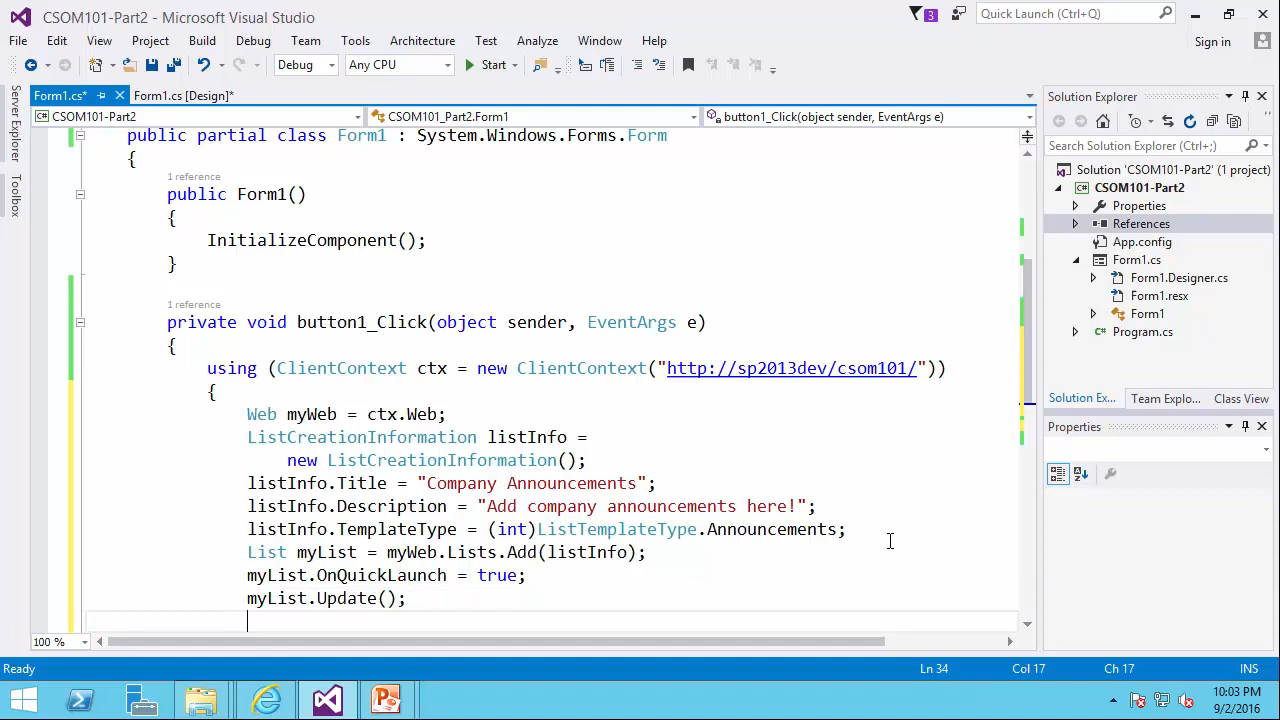 CSOM101-Part2 - Microsoft Visual Studio
3
Quick Launch (Ctrl+Q)
File Edit View Project Build Debug Team Tools Architecture Test Analyze Window Help
Sign in
Debug Any CPU Start
Server Explorer
Toolbox
Form1.cs* Form1.cs [Design]*
CSOM101-Part2 CSOM101_Part2.Form1 button1_Click(object sender, EventArgs e)
public partial class Form1 : System.Windows.Forms.Form
{
1 reference
public Form1()
{
InitializeComponent();
}
1 reference
private void button1_Click(object sender, EventArgs e)
{
using (ClientContext ctx = new ClientContext("http://sp2013dev/csom101/"))
{
Web myWeb = ctx.Web;
ListCreationInformation listInfo =
new ListCreationInformation();
listInfo.Title = "Company Announcements";
listInfo.Description = "Add company announcements here!";
listInfo.TemplateType = (int)ListTemplateType.Announcements;
List myList = myWeb.Lists.Add(listInfo);
myList.OnQuickLaunch = true;
myList.Update();
100 %
Solution Explorer
Search Solution Explorer (Ctrl+;)
Solution 'CSOM101-Part2' (1 project)
CSOM101-Part2
Properties
References
App.config
Form1.cs
Form1.Designer.cs
Form1.resx
Form1
Program.cs
Solution Ex... Team Explo... Class View
Properties
Ready Ln 34 Col 17 Ch 17 INS
10:03 PM
9/2/2016